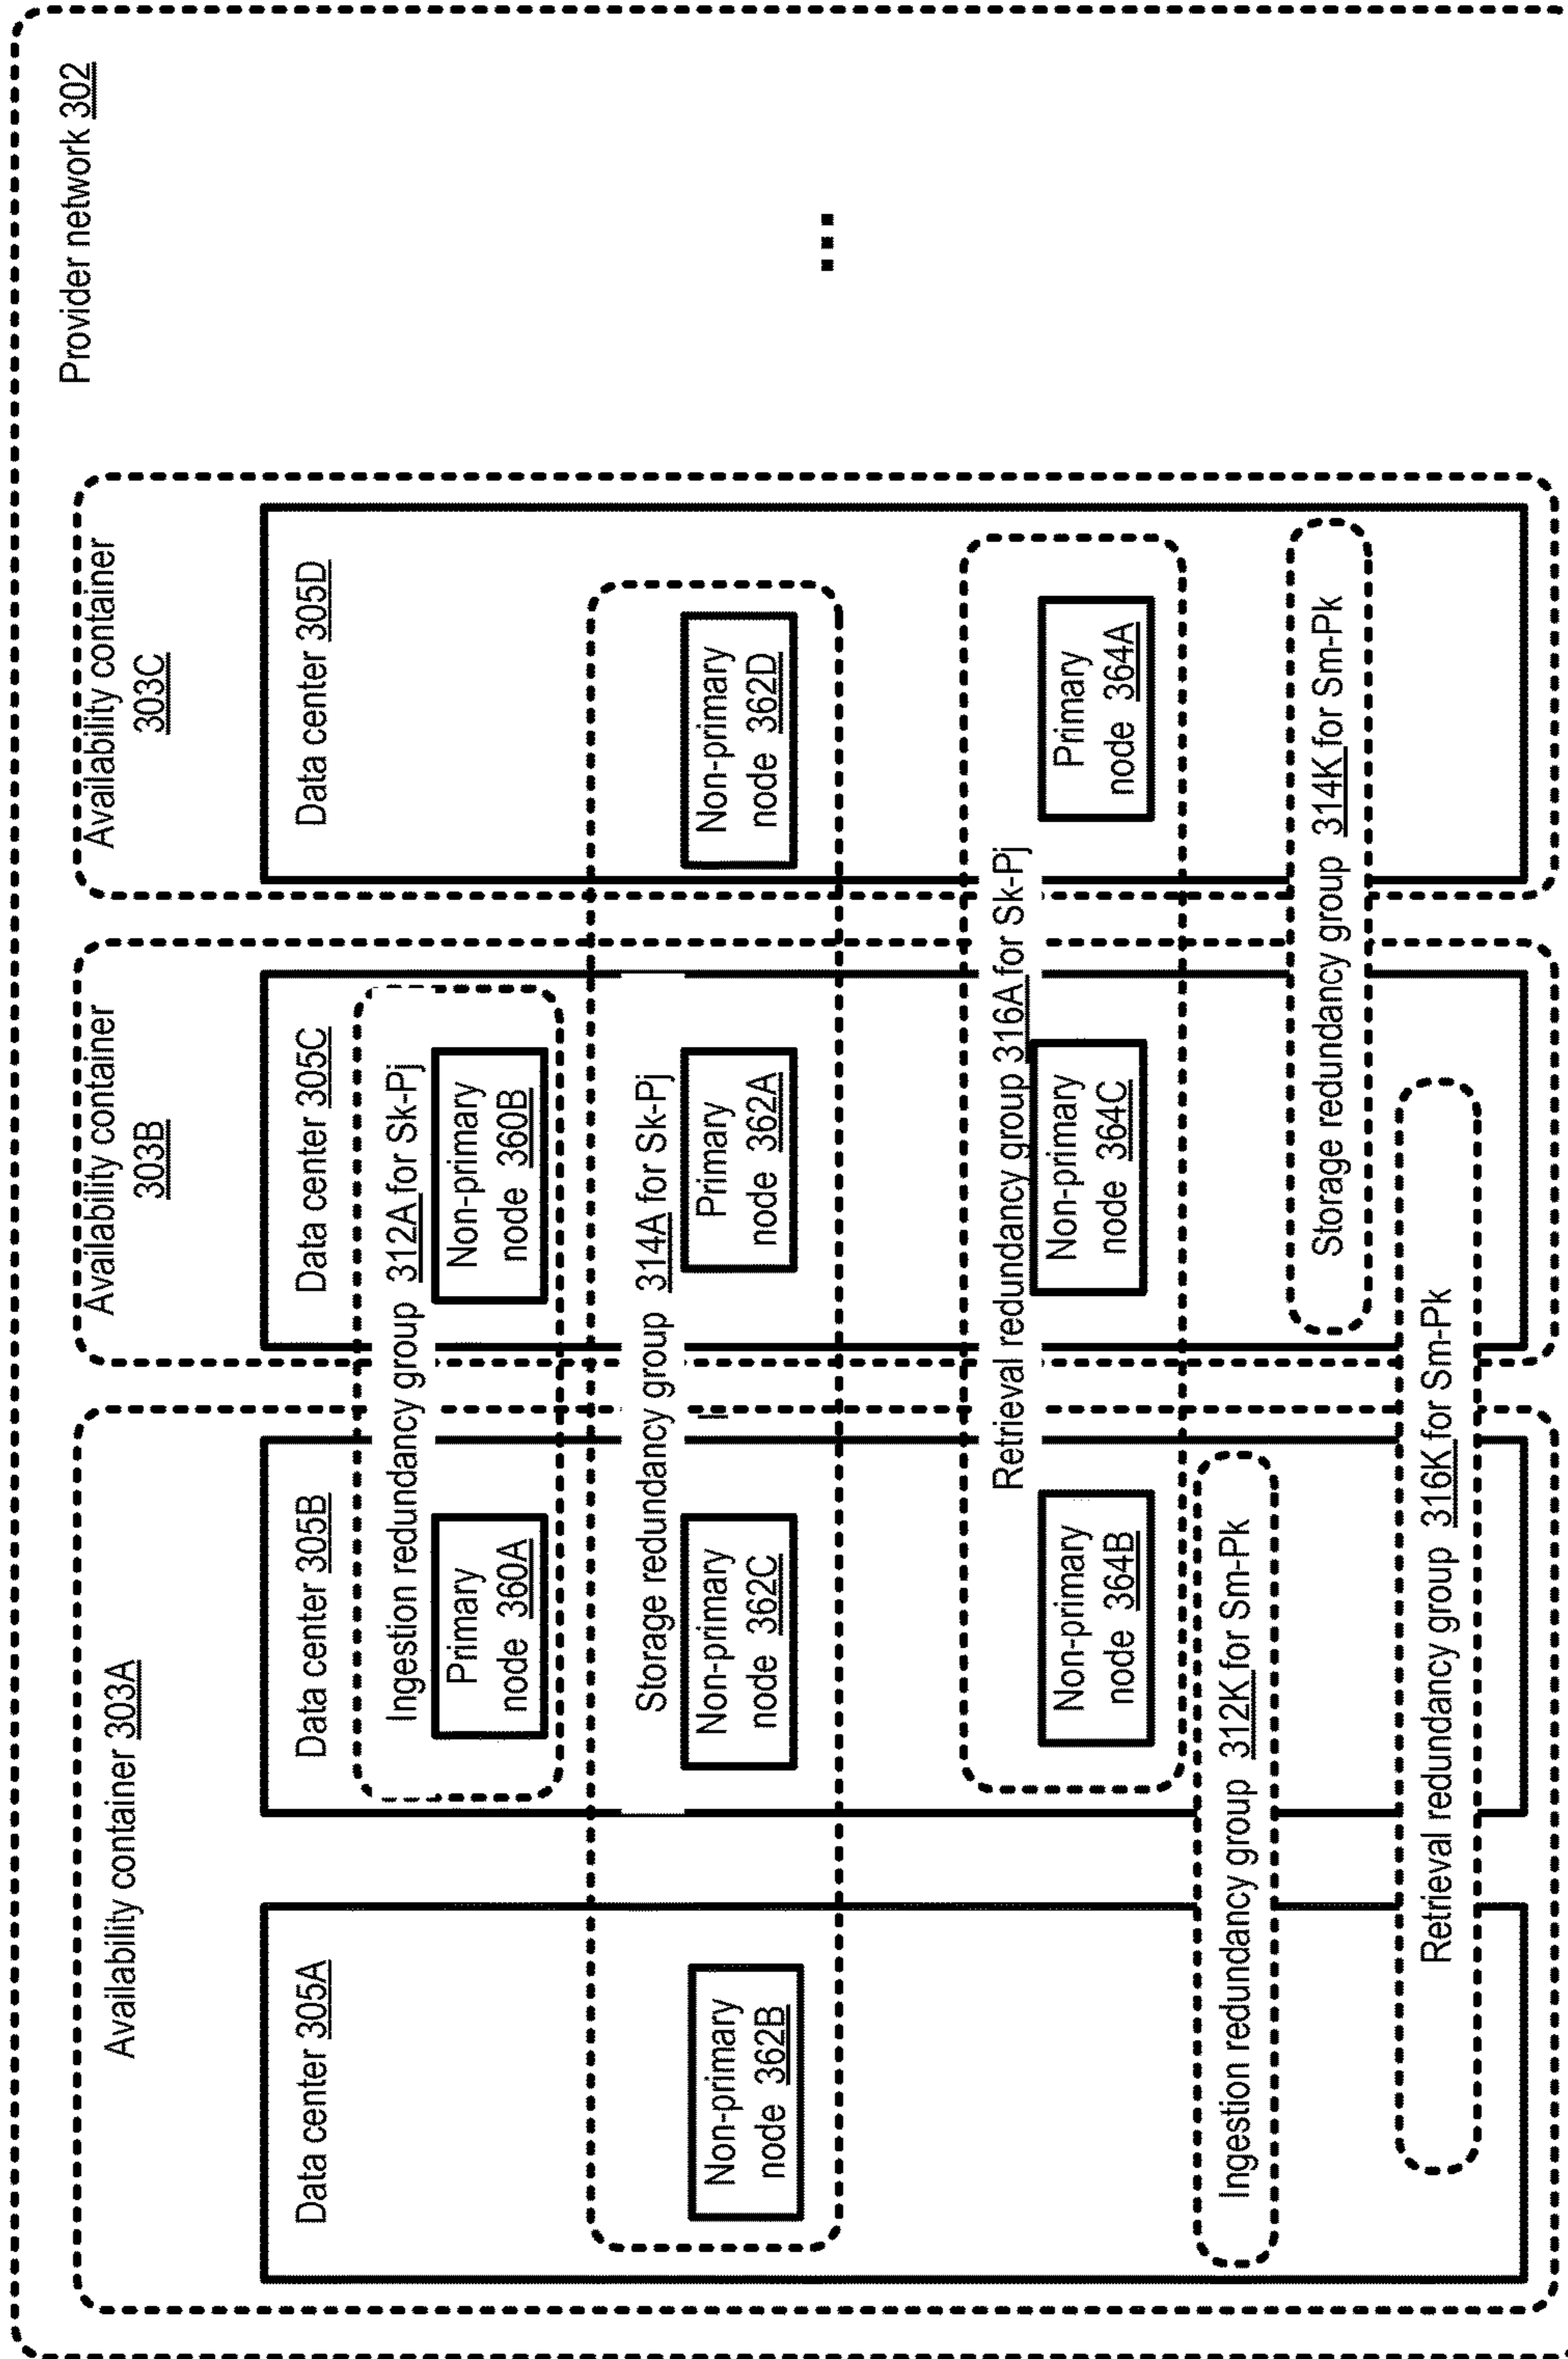 Provider network 302
Availability container 303A
Availability container
303B
Availability container
303C
Data center 305A
Data center 305B
Data center 305C
Data center 305D
Ingestion redundancy group 312A for Sk-Pj
Primary
node 360A
Non-primary
node 360B
Storage redundancy group 314A for Sk-Pj
Non-primary
node 362B
Non-primary
node 362C
Primary
node 362A
Non-primary
node 362D
...
Retrieval redundancy group 316A for Sk-Pj
Non-primary
node 364B
Non-primary
node 364C
Primary
node 364A
Ingestion redundancy group 312K for Sm-Pk
Storage redundancy group 314K for Sm-Pk
Retrieval redundancy group 316K for Sm-Pk